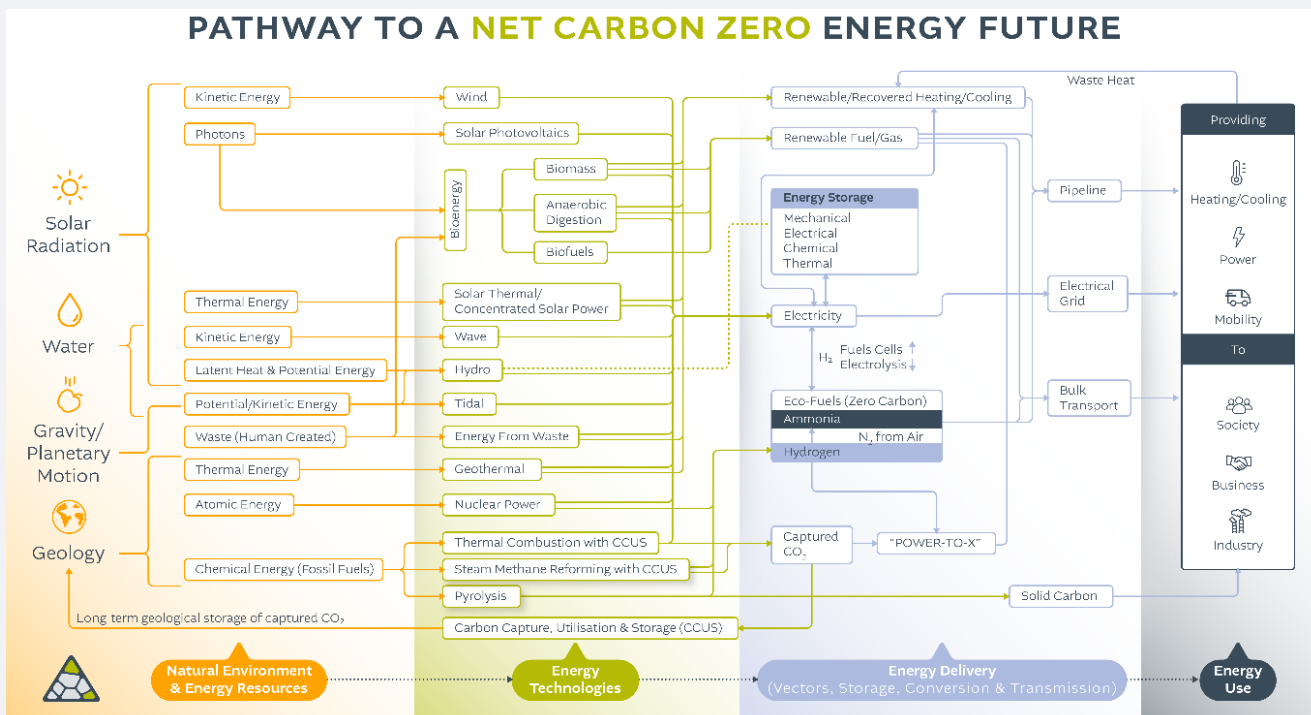 PATHWAY TO A NET CARBON ZERO ENERGY FUTURE
Solar
Radiation
Water
Gravity/
Planetary
Motion
Geology
Kinetic Energy
Photons
Thermal Energy
Kinetic Energy
Latent Heat & Potential Energy
Potential/Kinetic Energy
Waste (Human Created)
Thermal Energy
Atomic Energy
Chemical Energy (Fossil Fuels)
Long term geological storage of captured CO₂
Wind
Solar Photovoltaics
Bioenergy
Biomass
Anaerobic
Digestion
Biofuels
Solar Thermal/
Concentrated Solar Power
Wave
Hydro
Tidal
Energy From Waste
Geothermal
Nuclear Power
Thermal Combustion with CCUS
Steam Methane Reforming with CCUS
Pyrolysis
Carbon Capture, Utilisation & Storage (CCUS)
Waste Heat
Renewable/Recovered Heating/Cooling
Renewable Fuel/Gas
Energy Storage
Mechanical
Electrical
Chemical
Thermal
Electricity
H₂
Fuels Cells
Electrolysis
Eco-Fuels (Zero Carbon)
Ammonia
N₂ from Air
Hydrogen
Captured
CO₂
"POWER-TO-X"
Pipeline
Electrical
Grid
Bulk
Transport
Solid Carbon
Providing
Heating/Cooling
Power
Mobility
To
Society
Business
Industry
Natural Environment
& Energy Resources
Energy
Technologies
Energy Delivery
(Vectors, Storage, Conversion & Transmission)
Energy
Use